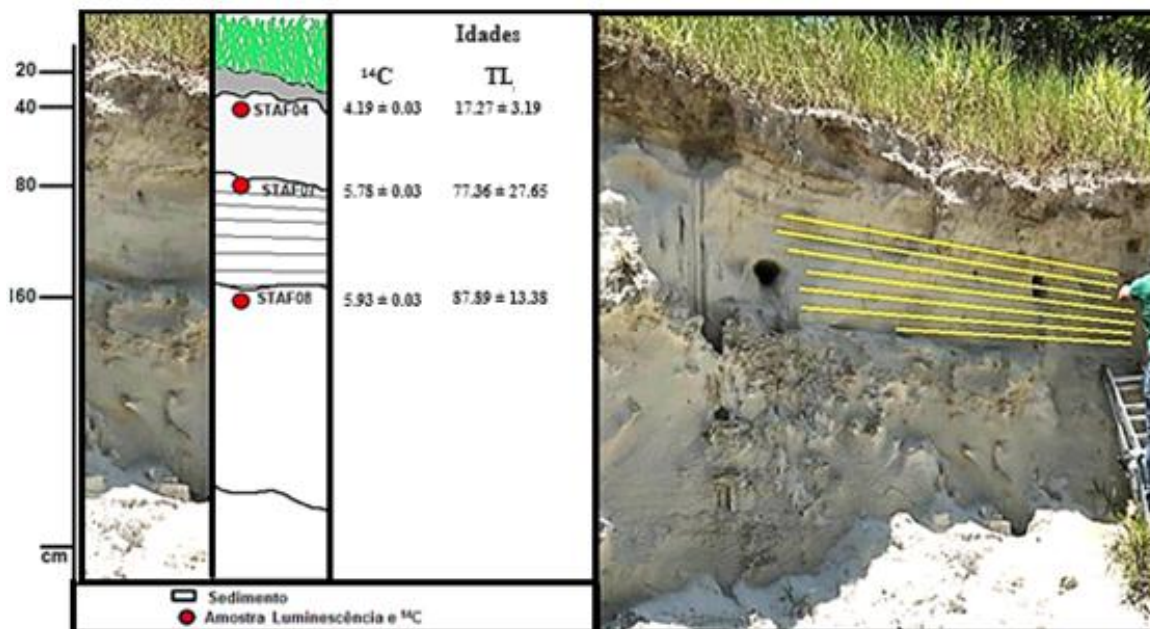 Idades
¹⁴C TL
20
40 STAF04 4.19 ± 0.03 17.27 ± 3.19
80 5.78 ± 0.03 77.36 ± 27.65
160 STAF08 5.93 ± 0.03 87.89 ± 13.38
cm
Sedimento
Amostra Luminescência e ¹⁴C